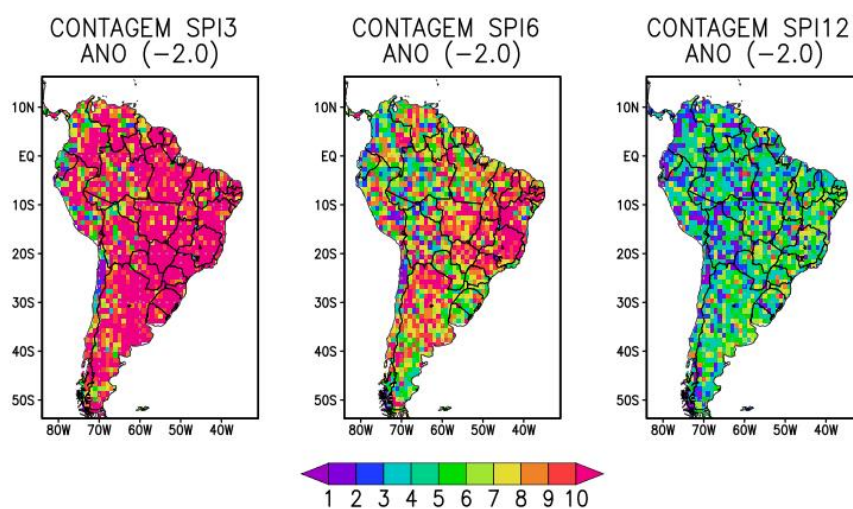 CONTAGEM SPI3
ANO (-2.0)
CONTAGEM SPI6
ANO (-2.0)
CONTAGEM SPI12
ANO (-2.0)
10N
EQ
10S
20S
30S
40S
50S
80W 70W 60W 50W 40W
10N
EQ
10S
20S
30S
40S
50S
80W 70W 60W 50W 40W
10N
EQ
10S
20S
30S
40S
50S
80W 70W 60W 50W 40W
1 2 3 4 5 6 7 8 9 10